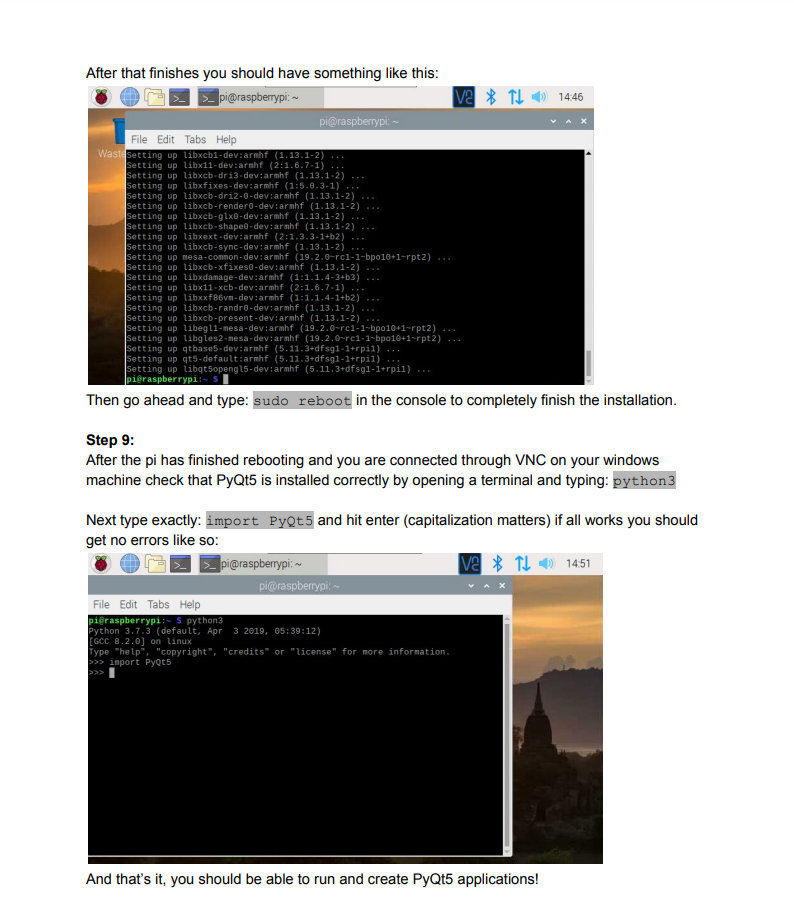 After that finishes you should have something like this:
pi@raspberrypi: ~
14:46
pi@raspberrypi: ~
File Edit Tabs Help
Waste
Setting up libxcb1-dev:armhf (1.13.1-2) ...
Setting up libx11-dev:armhf (2:1.6.7-1) ...
Setting up libxcb-dri3-dev:armhf (1.13.1-2) ...
Setting up libxfixes-dev:armhf (1:5.0.3-1) ...
Setting up libxcb-dri2-0-dev:armhf (1.13.1-2) ...
Setting up libxcb-render0-dev:armhf (1.13.1-2) ...
Setting up libxcb-glx0-dev:armhf (1.13.1-2) ...
Setting up libxcb-shape0-dev:armhf (1.13.1-2) ...
Setting up libxext-dev:armhf (2:1.3.3-1+b2) ...
Setting up libxcb-sync-dev:armhf (1.13.1-2) ...
Setting up mesa-common-dev:armhf (19.2.0~rc1-1~bpo10+1~rpt2) ...
Setting up libxcb-xfixes0-dev:armhf (1.13.1-2) ...
Setting up libxdamage-dev:armhf (1:1.1.4-3+b3) ...
Setting up libx11-xcb-dev:armhf (2:1.6.7-1) ...
Setting up libxxf86vm-dev:armhf (1:1.1.4-1+b2) ...
Setting up libxcb-randr0-dev:armhf (1.13.1-2) ...
Setting up libxcb-present-dev:armhf (1.13.1-2) ...
Setting up libegl1-mesa-dev:armhf (19.2.0~rc1-1~bpo10+1~rpt2) ...
Setting up libgles2-mesa-dev:armhf (19.2.0~rc1-1~bpo10+1~rpt2) ...
Setting up qtbase5-dev:armhf (5.11.3+dfsg1-1+rpi1) ...
Setting up qt5-default:armhf (5.11.3+dfsg1-1+rpi1) ...
Setting up libqt5opengl5-dev:armhf (5.11.3+dfsg1-1+rpi1) ...
pi@raspberrypi:~ $
Then go ahead and type: sudo reboot in the console to completely finish the installation.
Step 9:
After the pi has finished rebooting and you are connected through VNC on your windows
machine check that PyQt5 is installed correctly by opening a terminal and typing: python3
Next type exactly: import PyQt5 and hit enter (capitalization matters) if all works you should
get no errors like so:
pi@raspberrypi: ~
14:51
pi@raspberrypi: ~
File Edit Tabs Help
pi@raspberrypi:~ $ python3
Python 3.7.3 (default, Apr  3 2019, 05:39:12)
[GCC 8.2.0] on linux
Type "help", "copyright", "credits" or "license" for more information.
>>> import PyQt5
>>>
And that's it, you should be able to run and create PyQt5 applications!